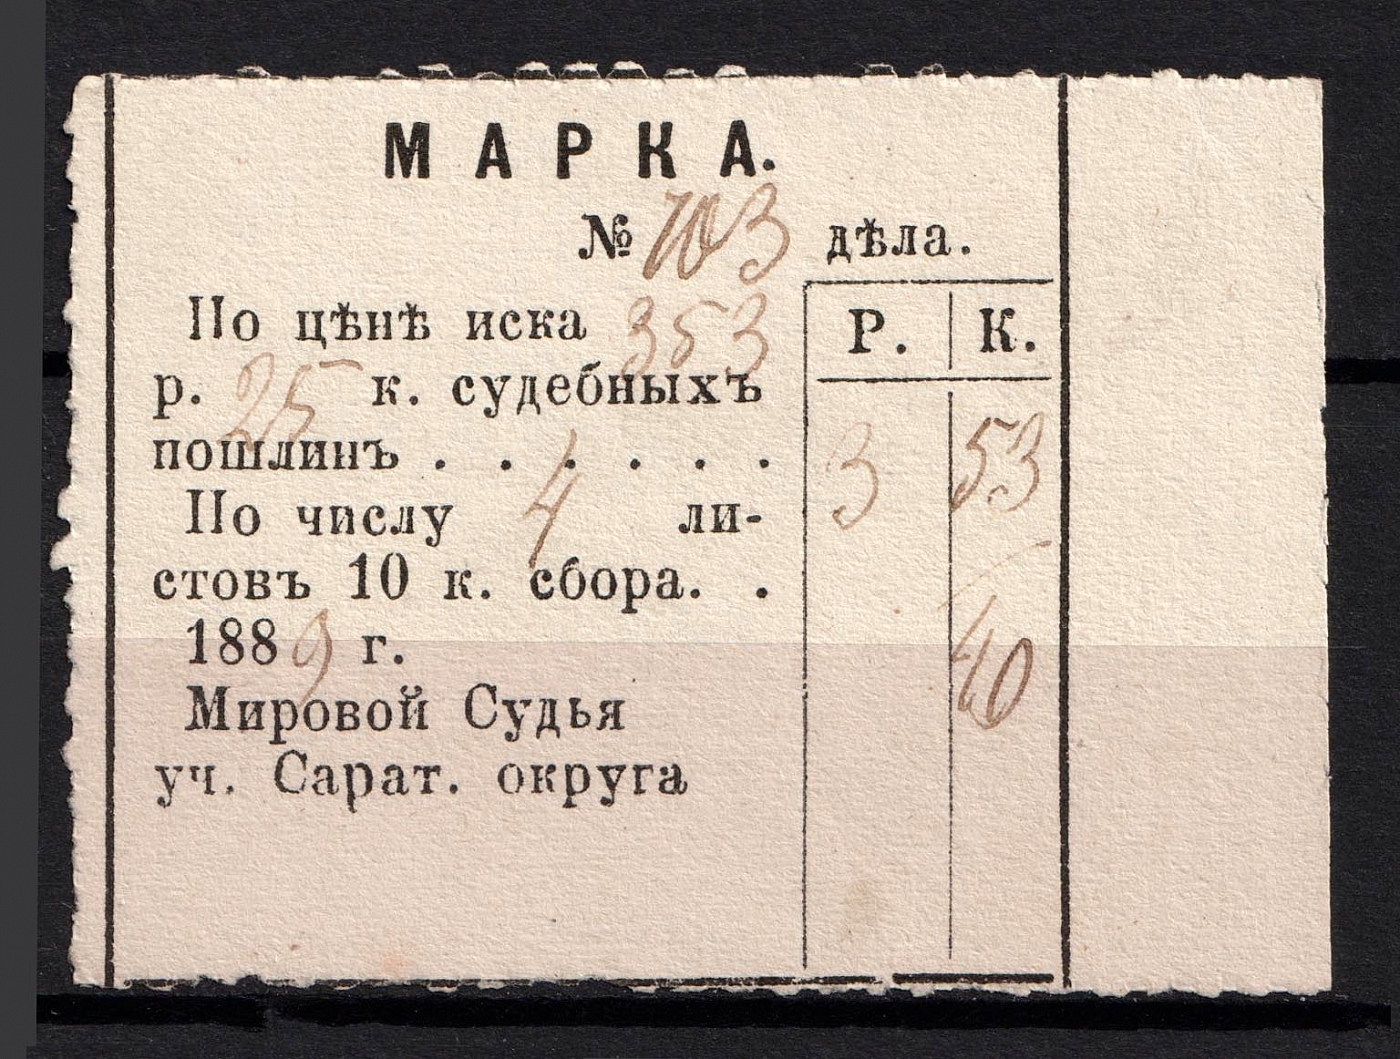 МАРКА.
№ 103 дѣла.
По цѣнѣ иска 353
р. 25 к. судебныхъ
пошлинъ . . . . . .
По числу 4 ли-
стовъ 10 к. сбора. .
1889 г.
Мировой Судья
уч. Сарат. округа
Р. К.
3 53
40